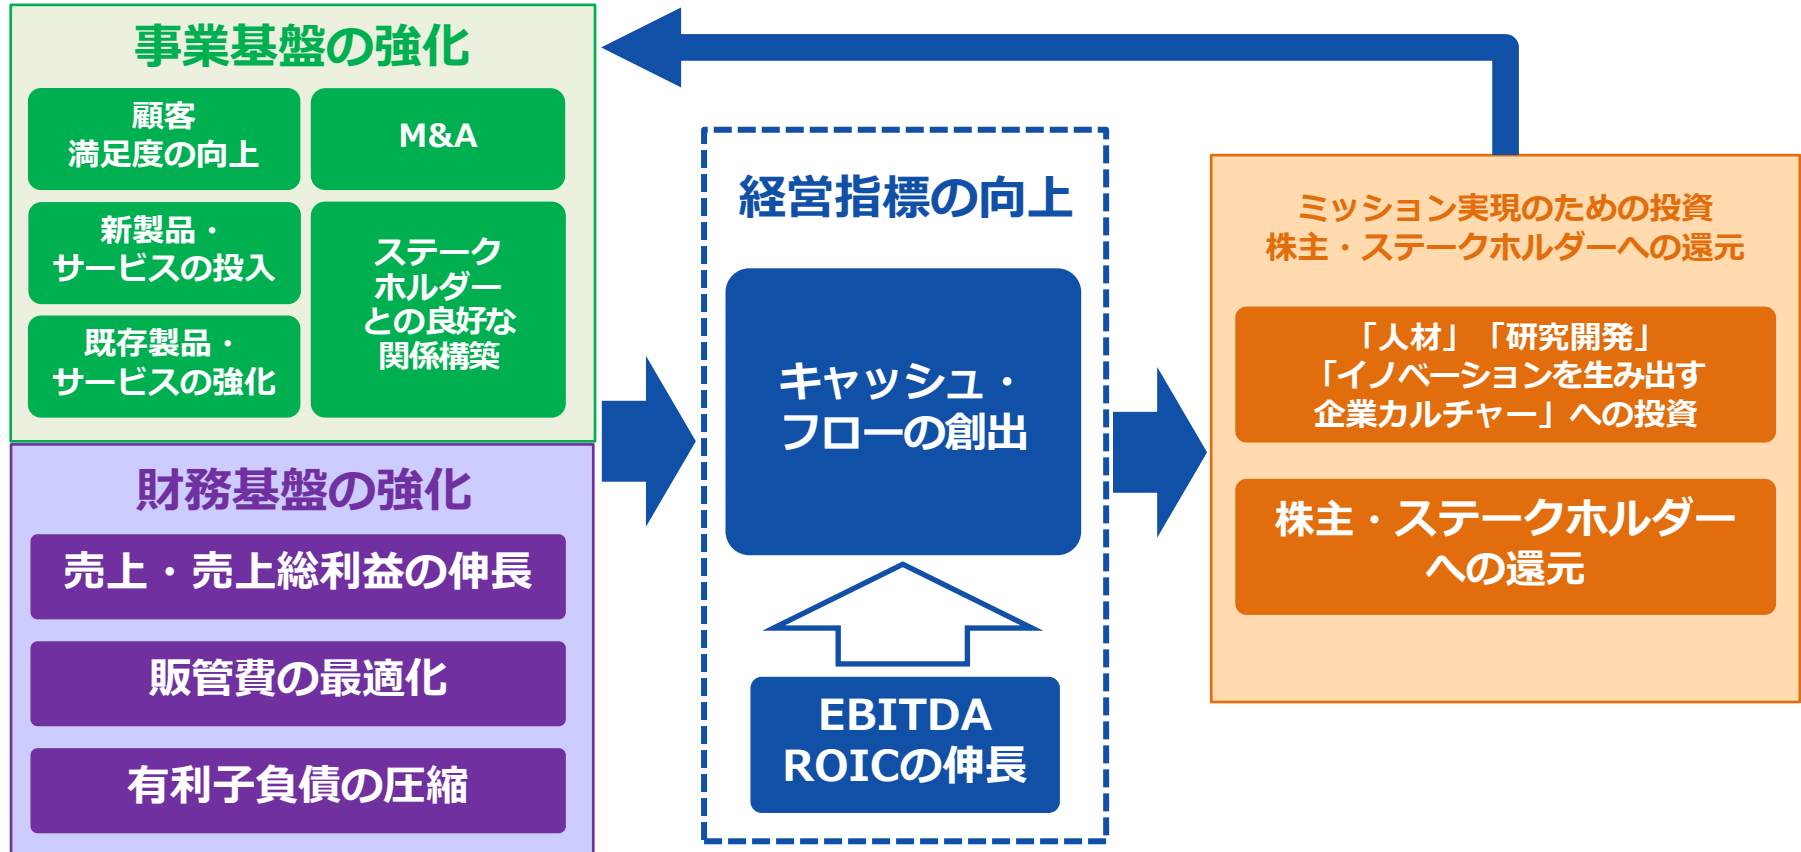 事業基盤の強化
顧客
満足度の向上
M&A
新製品・
サービスの投入
ステーク
ホルダー
との良好な
関係構築
既存製品・
サービスの強化
財務基盤の強化
売上・売上総利益の伸長
販管費の最適化
有利子負債の圧縮
経営指標の向上
キャッシュ・
フローの創出
EBITDA
ROICの伸長
ミッション実現のための投資
株主・ステークホルダーへの還元
「人材」「研究開発」
「イノベーションを生み出す
企業カルチャー」への投資
株主・ステークホルダー
への還元